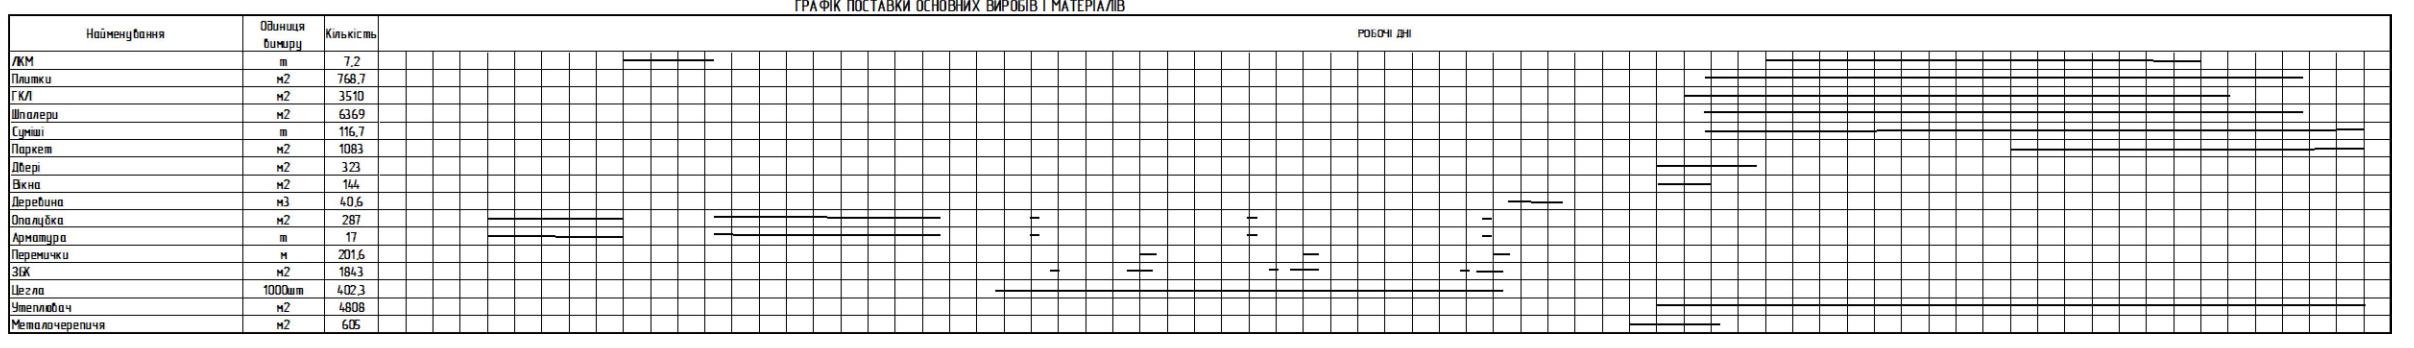 ГРАФІК ПОСТАВКИ ОСНОВНИХ ВИРОБІВ І МАТЕРІАЛІВ
Найменування Одиниця виміру Кількість РОБОЧІ ДНІ
ЛКМ т 7,2
Плитки м2 768,7
ГКЛ м2 3510
Шпалери м2 6369
Суміші т 116,7
Паркет м2 1083
Двері м2 323
Вікна м2 144
Деревина м3 40,6
Опалубка м2 287
Арматура т 17
Перемички м 201,6
ЗБК м2 1843
Цегла 1000шт 402,3
Утеплювач м2 4808
Металочерепичя м2 605